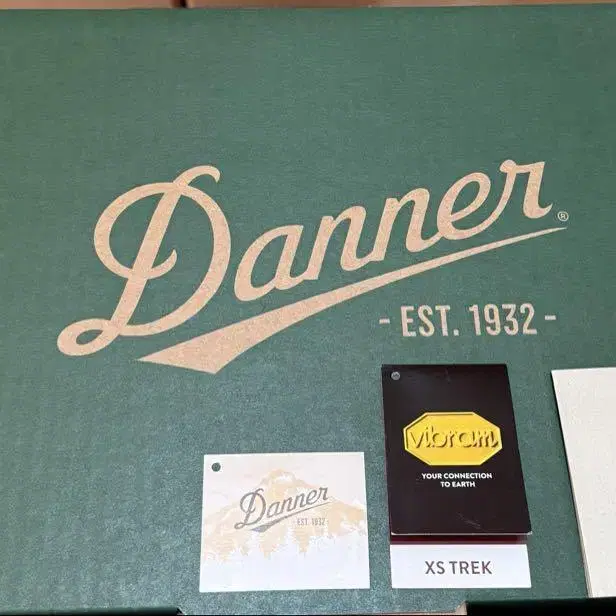 Danner®
- EST. 1932 -
vibram
YOUR CONNECTION
TO EARTH
Danner
- EST. 1932 -
XS TREK